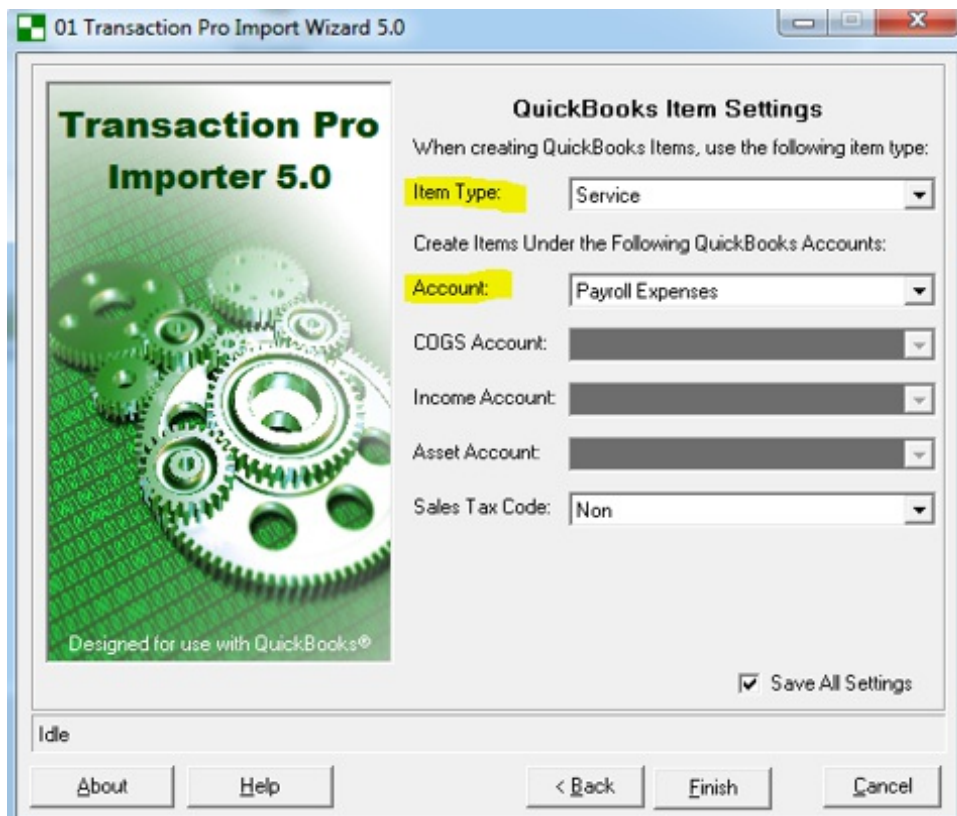 01 Transaction Pro Import Wizard 5.0
Transaction Pro
Importer 5.0
Designed for use with QuickBooks®
QuickBooks Item Settings
When creating QuickBooks Items, use the following item type:
Item Type: Service
Create Items Under the Following QuickBooks Accounts:
Account: Payroll Expenses
COGS Account:
Income Account:
Asset Account:
Sales Tax Code: Non
Save All Settings
Idle
About Help < Back Finish Cancel